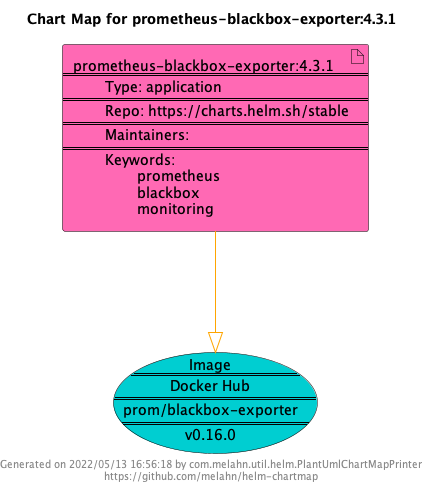 Chart Map for prometheus-blackbox-exporter:4.3.1
prometheus-blackbox-exporter:4.3.1
Type: application
Repo: https://charts.helm.sh/stable
Maintainers:
Keywords:
prometheus
blackbox
monitoring
Image
Docker Hub
prom/blackbox-exporter
v0.16.0
Generated on 2022/05/13 16:56:18 by com.melahn.util.helm.PlantUmlChartMapPrinter
https://github.com/melahn/helm-chartmap